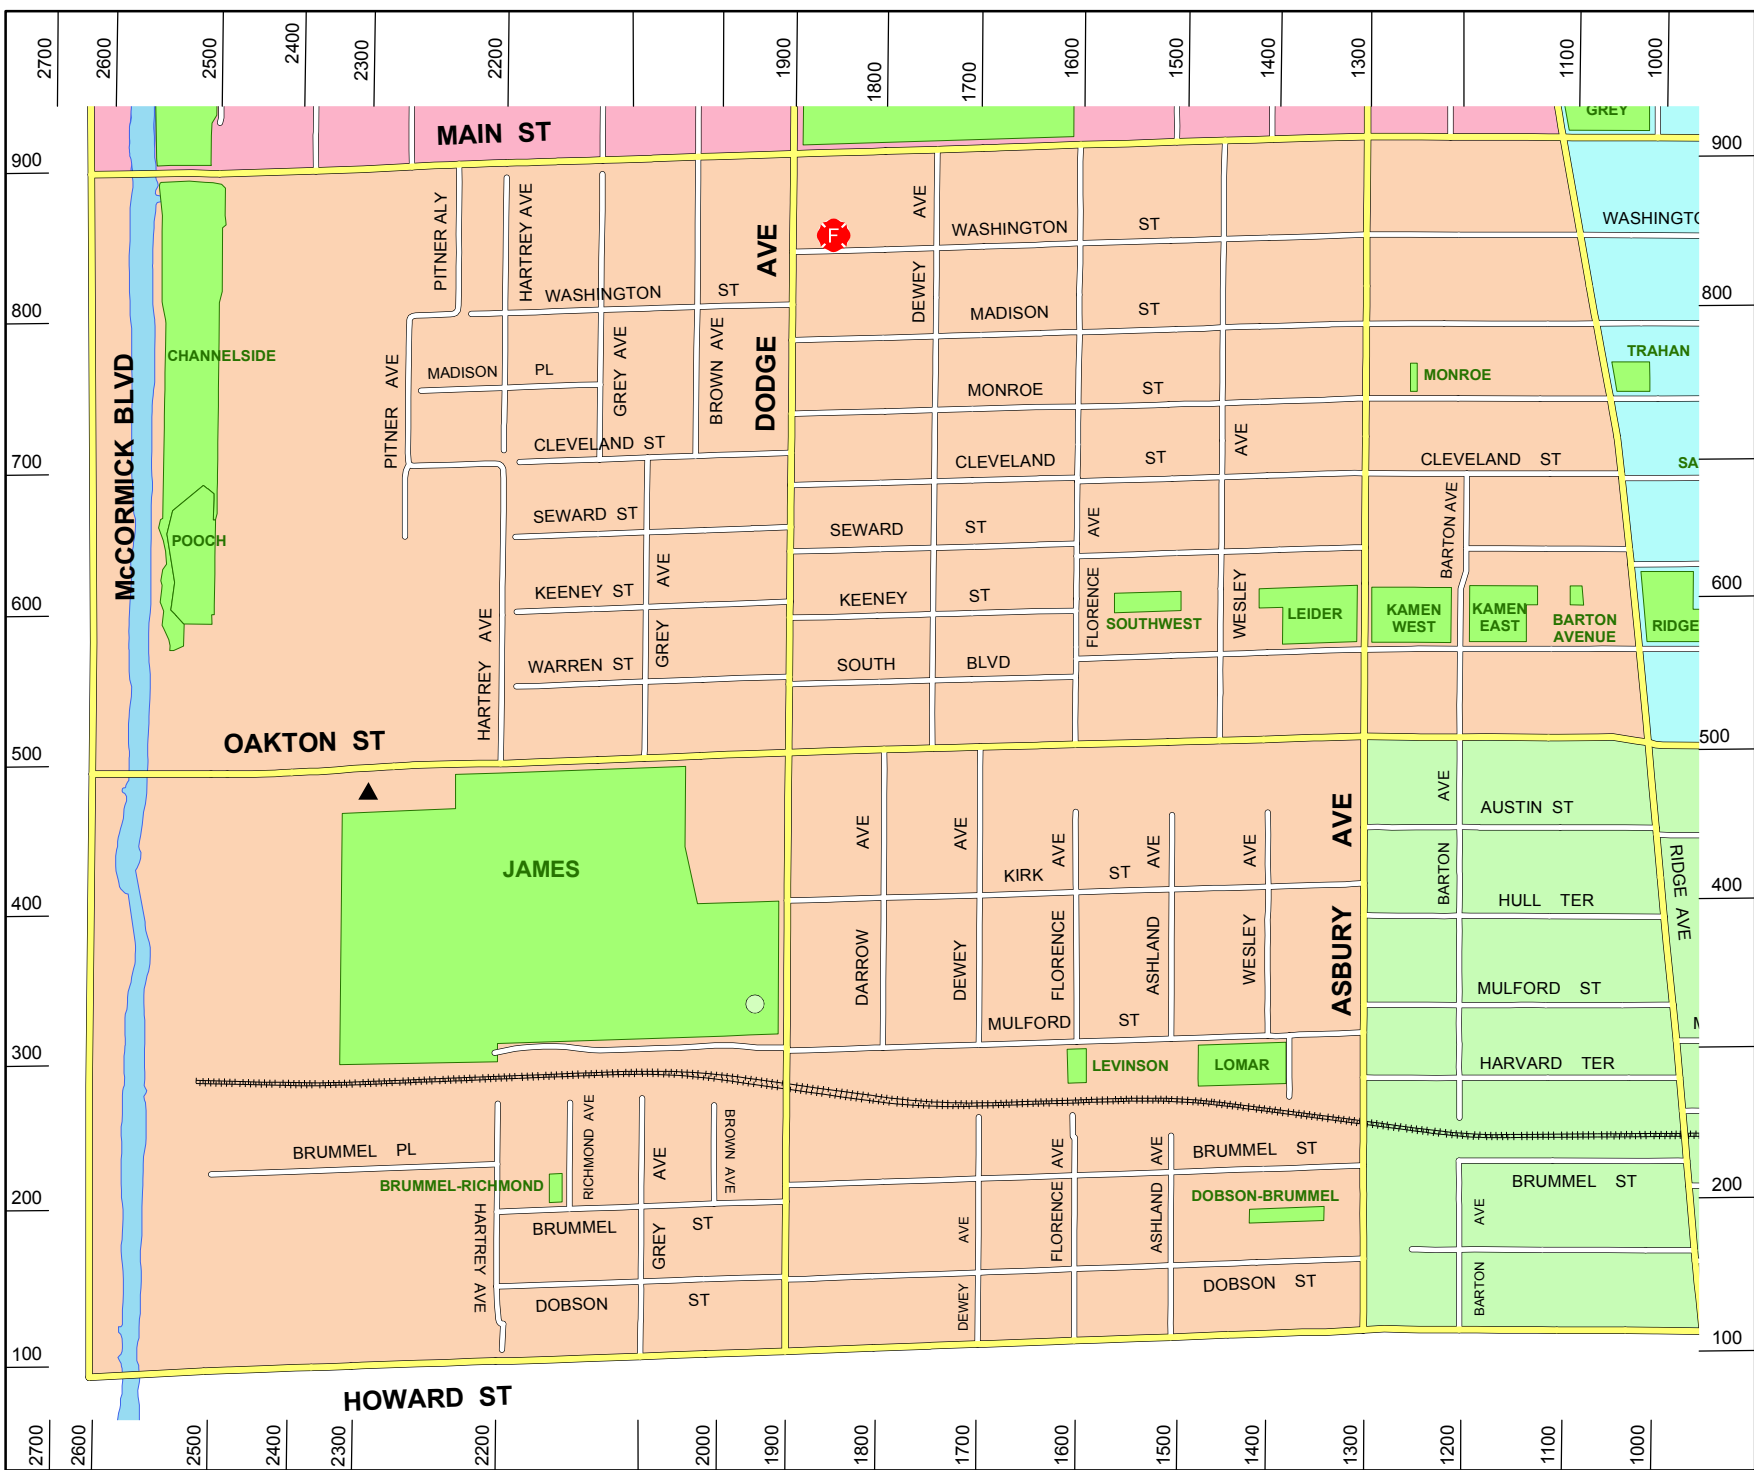 2700
2600
2500
2400
2300
2200
1900
1800
1700
1600
1500
1400
1300
1100
1000
GREY
MAIN ST
900
900
PITNER ALY
HARTREY AVE
AVE
DODGE
F
AVE
DEWEY
WASHINGTON ST
WASHINGTO
WASHINGTON ST
800
800
MADISON ST
CHANNELSIDE
McCORMICK BLVD
PITNER AVE
MADISON PL
GREY AVE
BROWN AVE
MONROE ST
MONROE
TRAHAN
CLEVELAND ST
CLEVELAND ST
AVE
CLEVELAND ST
SA
700
BARTON AVE
SEWARD ST
SEWARD ST
AVE
POOCH
AVE
KEENEY ST
KEENEY ST
600
600
HARTREY AVE
GREY
FLORENCE
SOUTHWEST
WESLEY
LEIDER
KAMEN
WEST
KAMEN
EAST
BARTON
AVENUE
RIDGE
WARREN ST
SOUTH BLVD
OAKTON ST
500
500
AVE
AUSTIN ST
JAMES
AVE
AVE
AVE
AVE
AVE
AVE
KIRK ST
BARTON
RIDGE AVE
400
400
HULL TER
DARROW
DEWEY
FLORENCE
ASHLAND
WESLEY
ASBURY
MULFORD ST
MULFORD ST
M
300
LEVINSON
LOMAR
HARVARD TER
RICHMOND AVE
BROWN AVE
BRUMMEL PL
AVE
AVE
AVE
BRUMMEL ST
BRUMMEL-RICHMOND
DOBSON-BRUMMEL
BRUMMEL ST
200
200
HARTREY AVE
BRUMMEL ST
GREY
AVE
FLORENCE
ASHLAND
AVE
DOBSON ST
DEWEY
DOBSON ST
BARTON
100
100
HOWARD ST
2700
2600
2500
2400
2300
2200
2000
1900
1800
1700
1600
1500
1400
1300
1200
1100
1000